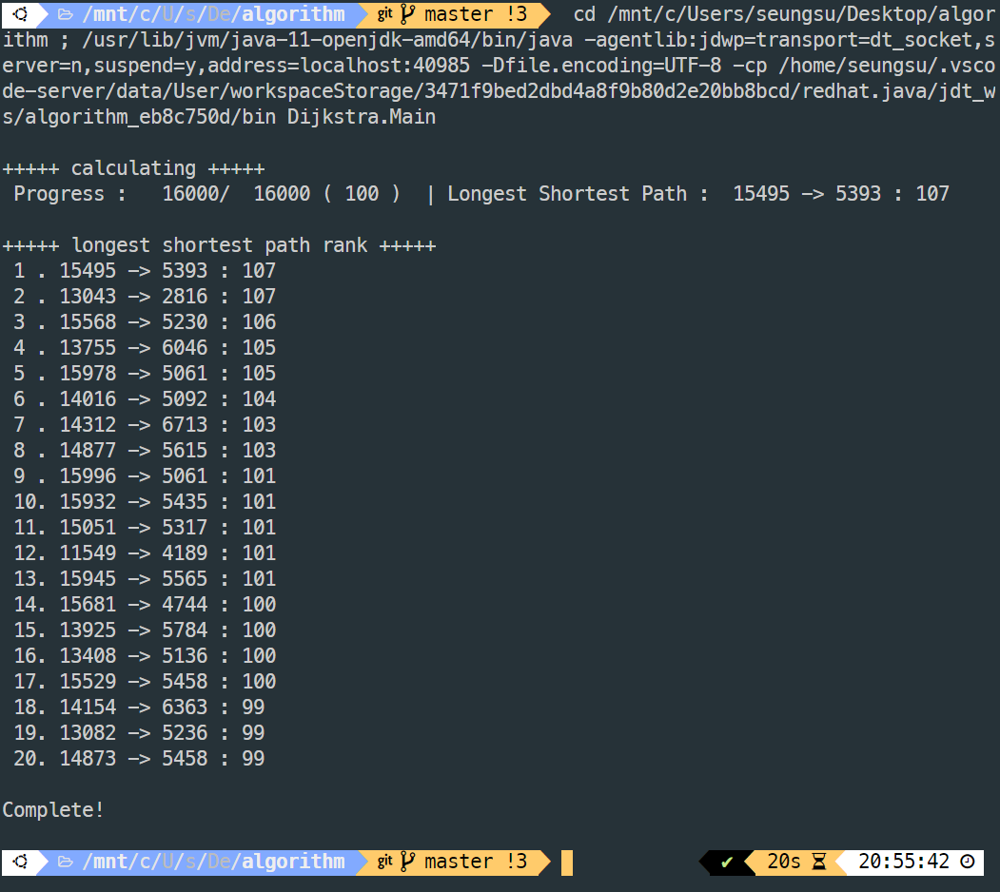 /mnt/c/U/s/De/algorithm git master !3 cd /mnt/c/Users/seungsu/Desktop/algor
ithm ; /usr/lib/jvm/java-11-openjdk-amd64/bin/java -agentlib:jdwp=transport=dt_socket,s
erver=n,suspend=y,address=localhost:40985 -Dfile.encoding=UTF-8 -cp /home/seungsu/.vsco
de-server/data/User/workspaceStorage/3471f9bed2dbd4a8f9b80d2e20bb8bcd/redhat.java/jdt_w
s/algorithm_eb8c750d/bin Dijkstra.Main
+++++ calculating +++++
Progress :   16000/  16000 ( 100 )  | Longest Shortest Path :  15495 -> 5393 : 107
+++++ longest shortest path rank +++++
1 . 15495 -> 5393 : 107
2 . 13043 -> 2816 : 107
3 . 15568 -> 5230 : 106
4 . 13755 -> 6046 : 105
5 . 15978 -> 5061 : 105
6 . 14016 -> 5092 : 104
7 . 14312 -> 6713 : 103
8 . 14877 -> 5615 : 103
9 . 15996 -> 5061 : 101
10. 15932 -> 5435 : 101
11. 15051 -> 5317 : 101
12. 11549 -> 4189 : 101
13. 15945 -> 5565 : 101
14. 15681 -> 4744 : 100
15. 13925 -> 5784 : 100
16. 13408 -> 5136 : 100
17. 15529 -> 5458 : 100
18. 14154 -> 6363 : 99
19. 13082 -> 5236 : 99
20. 14873 -> 5458 : 99
Complete!
/mnt/c/U/s/De/algorithm git master !3 ✔ 20s 20:55:42